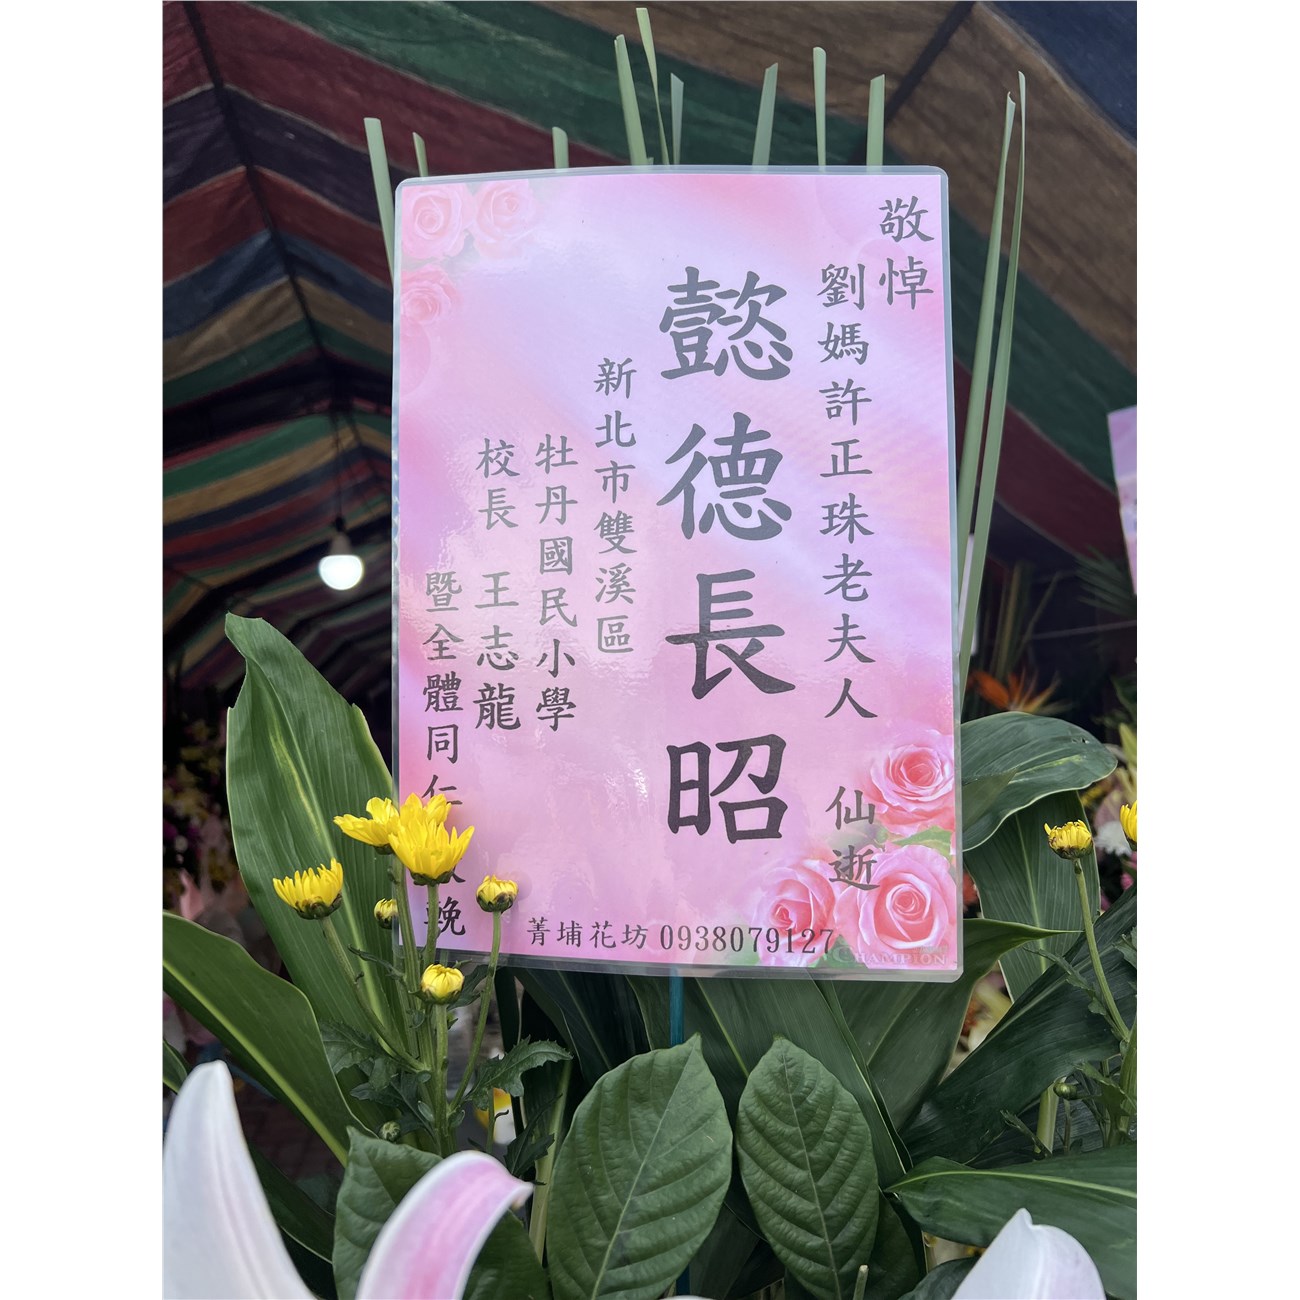 敬悼
劉媽許正珠老夫人 仙逝
懿德長昭
新北市雙溪區
牡丹國民小學
校長 王志龍
暨全體同仁 輓
菁埔花坊 0938079127
CHAMPION